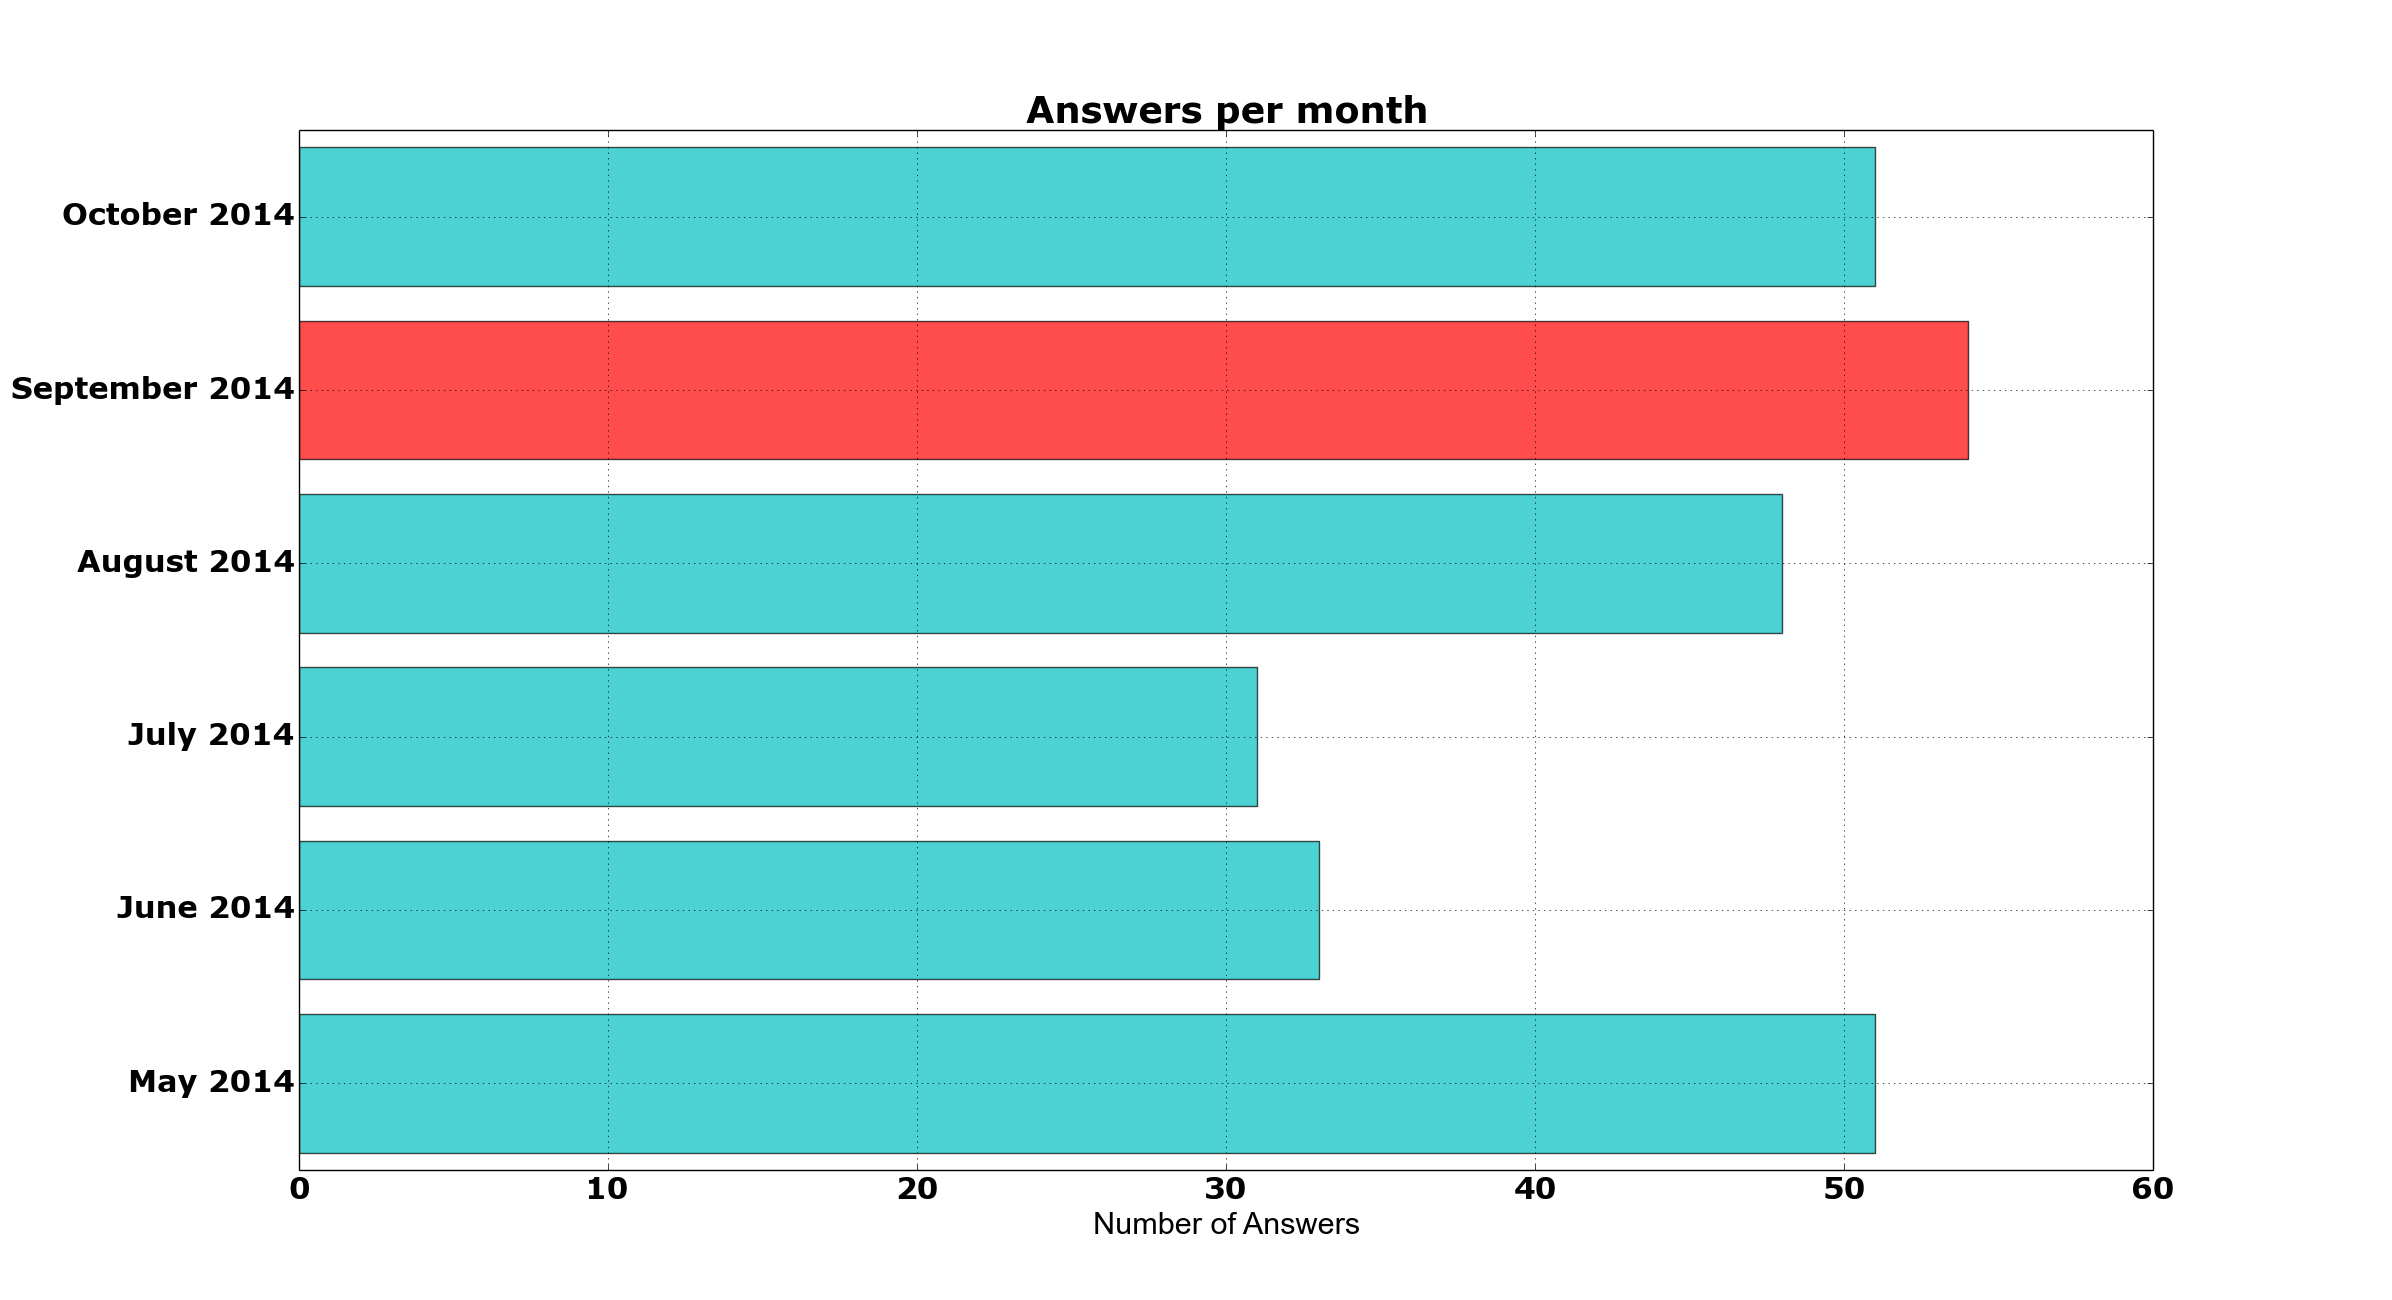 Answers per month
October 2014
September 2014
August 2014
July 2014
June 2014
May 2014
0 10 20 30 40 50 60
Number of Answers